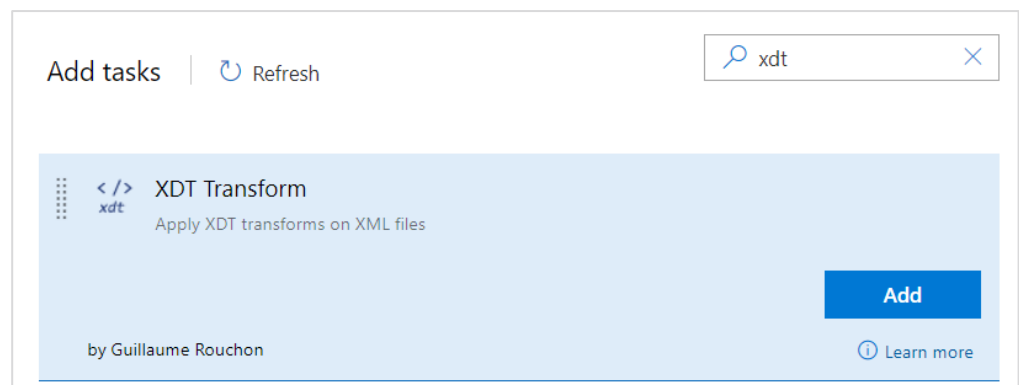 Add tasks
Refresh
xdt
</>
xdt
XDT Transform
Apply XDT transforms on XML files
Add
by Guillaume Rouchon
Learn more